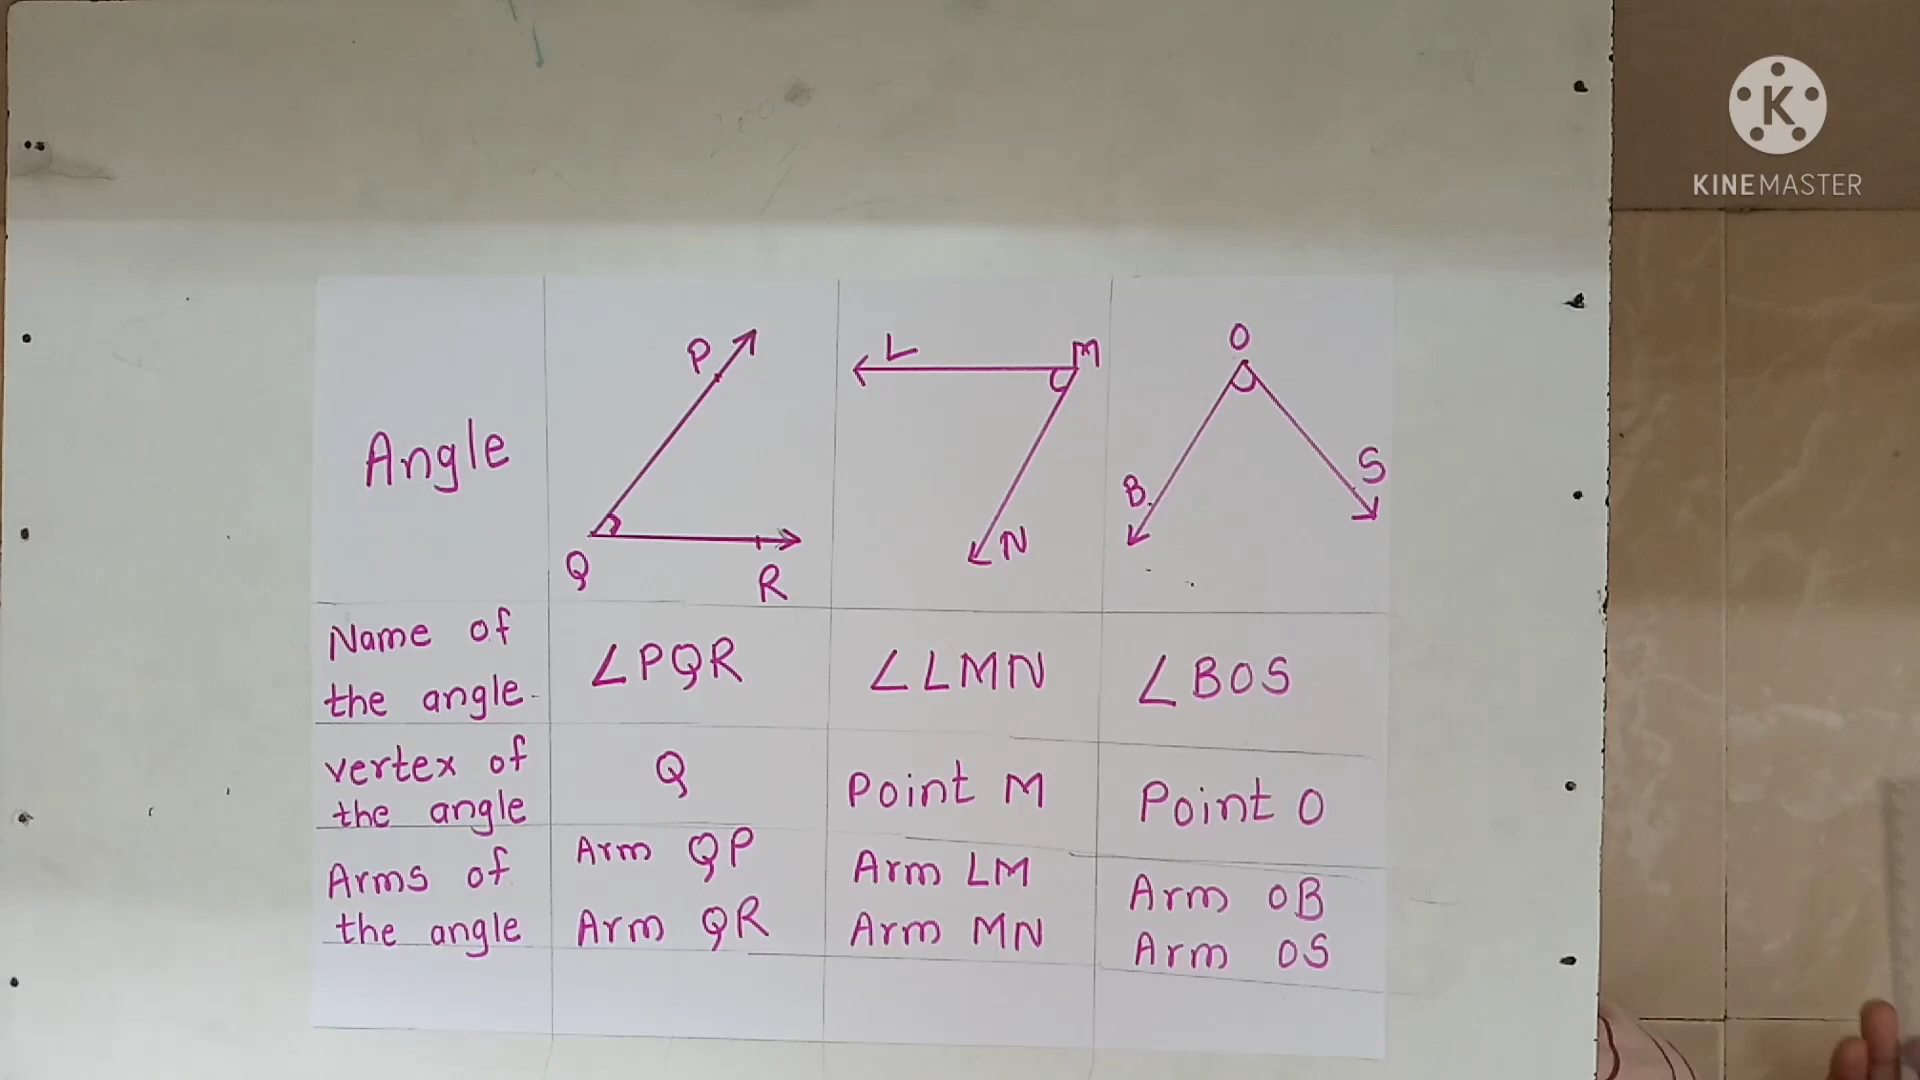 K
KINEMASTER
P
Q
R
L
M
N
O
B
S
Angle
Name of
the angle
∠PQR
∠LMN
∠BOS
vertex of
the angle
Q
Point M
Point O
Arms of
the angle
Arm QP
Arm QR
Arm LM
Arm MN
Arm OB
Arm OS